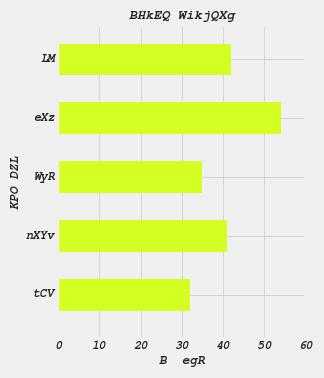 BHkEQ WikjQXg
KPO DZL
LM
eXz
WyR
nXYv
tCV
0 10 20 30 40 50 60
B  egR